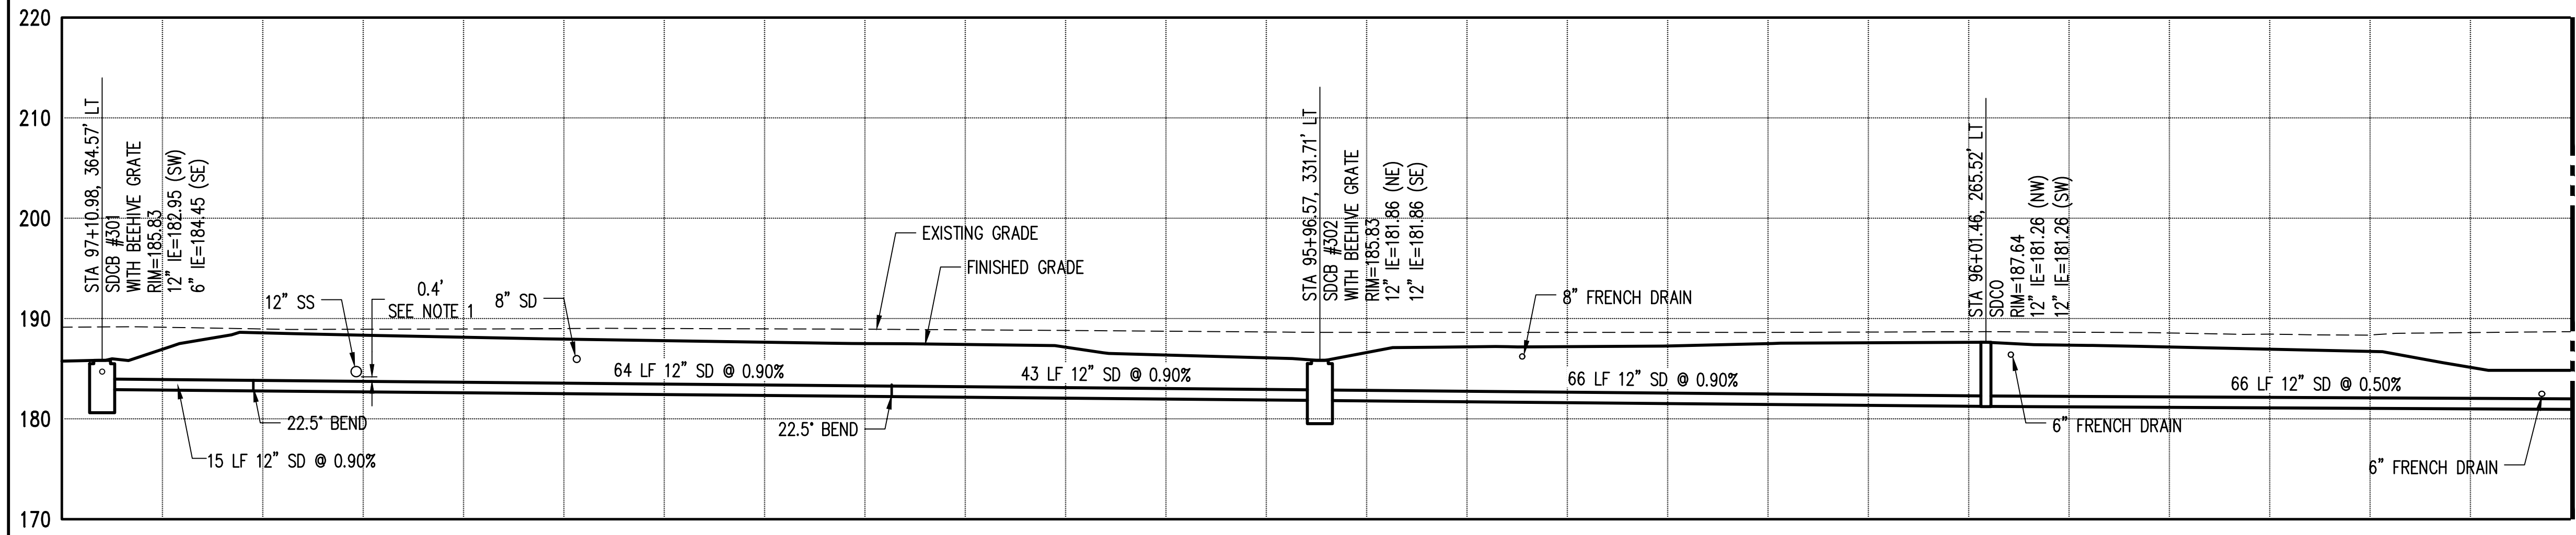 220
210
200
190
180
170
STA 97+10.98, 364.57' LT
SDCB #301
WITH BEEHIVE GRATE
RIM=185.83
12" IE=182.95 (SW)
6" IE=184.45 (SE)
12" SS
0.4'
SEE NOTE 1
8" SD
22.5° BEND
15 LF 12" SD @ 0.90%
64 LF 12" SD @ 0.90%
EXISTING GRADE
FINISHED GRADE
22.5° BEND
43 LF 12" SD @ 0.90%
STA 95+96.57, 331.71' LT
SDCB #302
WITH BEEHIVE GRATE
RIM=185.83
12" IE=181.86 (NE)
12" IE=181.86 (SE)
8" FRENCH DRAIN
66 LF 12" SD @ 0.90%
STA 96+01.46, 265.52' LT
SDCO
RIM=187.64
12" IE=181.26 (NW)
12" IE=181.26 (SW)
6" FRENCH DRAIN
66 LF 12" SD @ 0.50%
6" FRENCH DRAIN